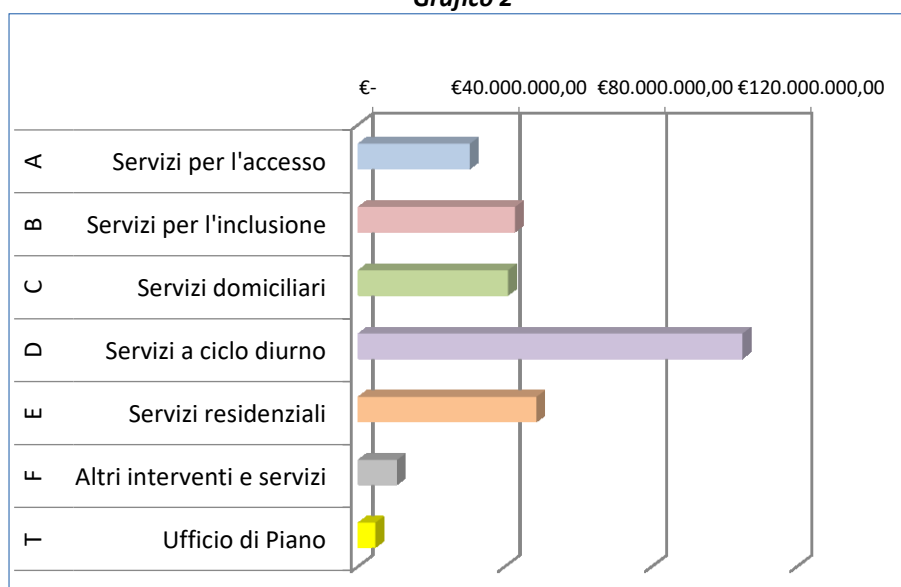 Grafico 2
€- €40.000.000,00 €80.000.000,00 €120.000.000,00
A Servizi per l'accesso
B Servizi per l'inclusione
C Servizi domiciliari
D Servizi a ciclo diurno
E Servizi residenziali
F Altri interventi e servizi
T Ufficio di Piano